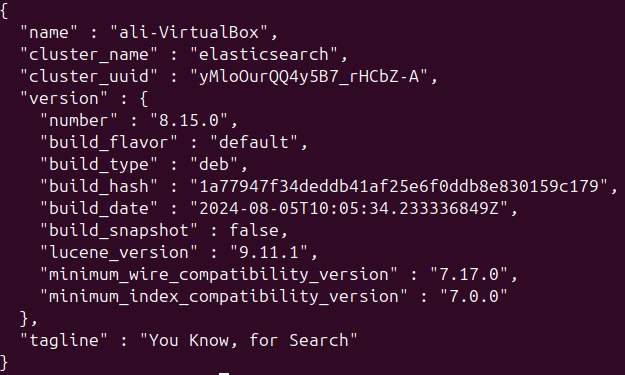 {
  "name" : "ali-VirtualBox",
  "cluster_name" : "elasticsearch",
  "cluster_uuid" : "yMloOurQQ4y5B7_rHCbZ-A",
  "version" : {
    "number" : "8.15.0",
    "build_flavor" : "default",
    "build_type" : "deb",
    "build_hash" : "1a77947f34deddb41af25e6f0ddb8e830159c179",
    "build_date" : "2024-08-05T10:05:34.233336849Z",
    "build_snapshot" : false,
    "lucene_version" : "9.11.1",
    "minimum_wire_compatibility_version" : "7.17.0",
    "minimum_index_compatibility_version" : "7.0.0"
  },
  "tagline" : "You Know, for Search"
}